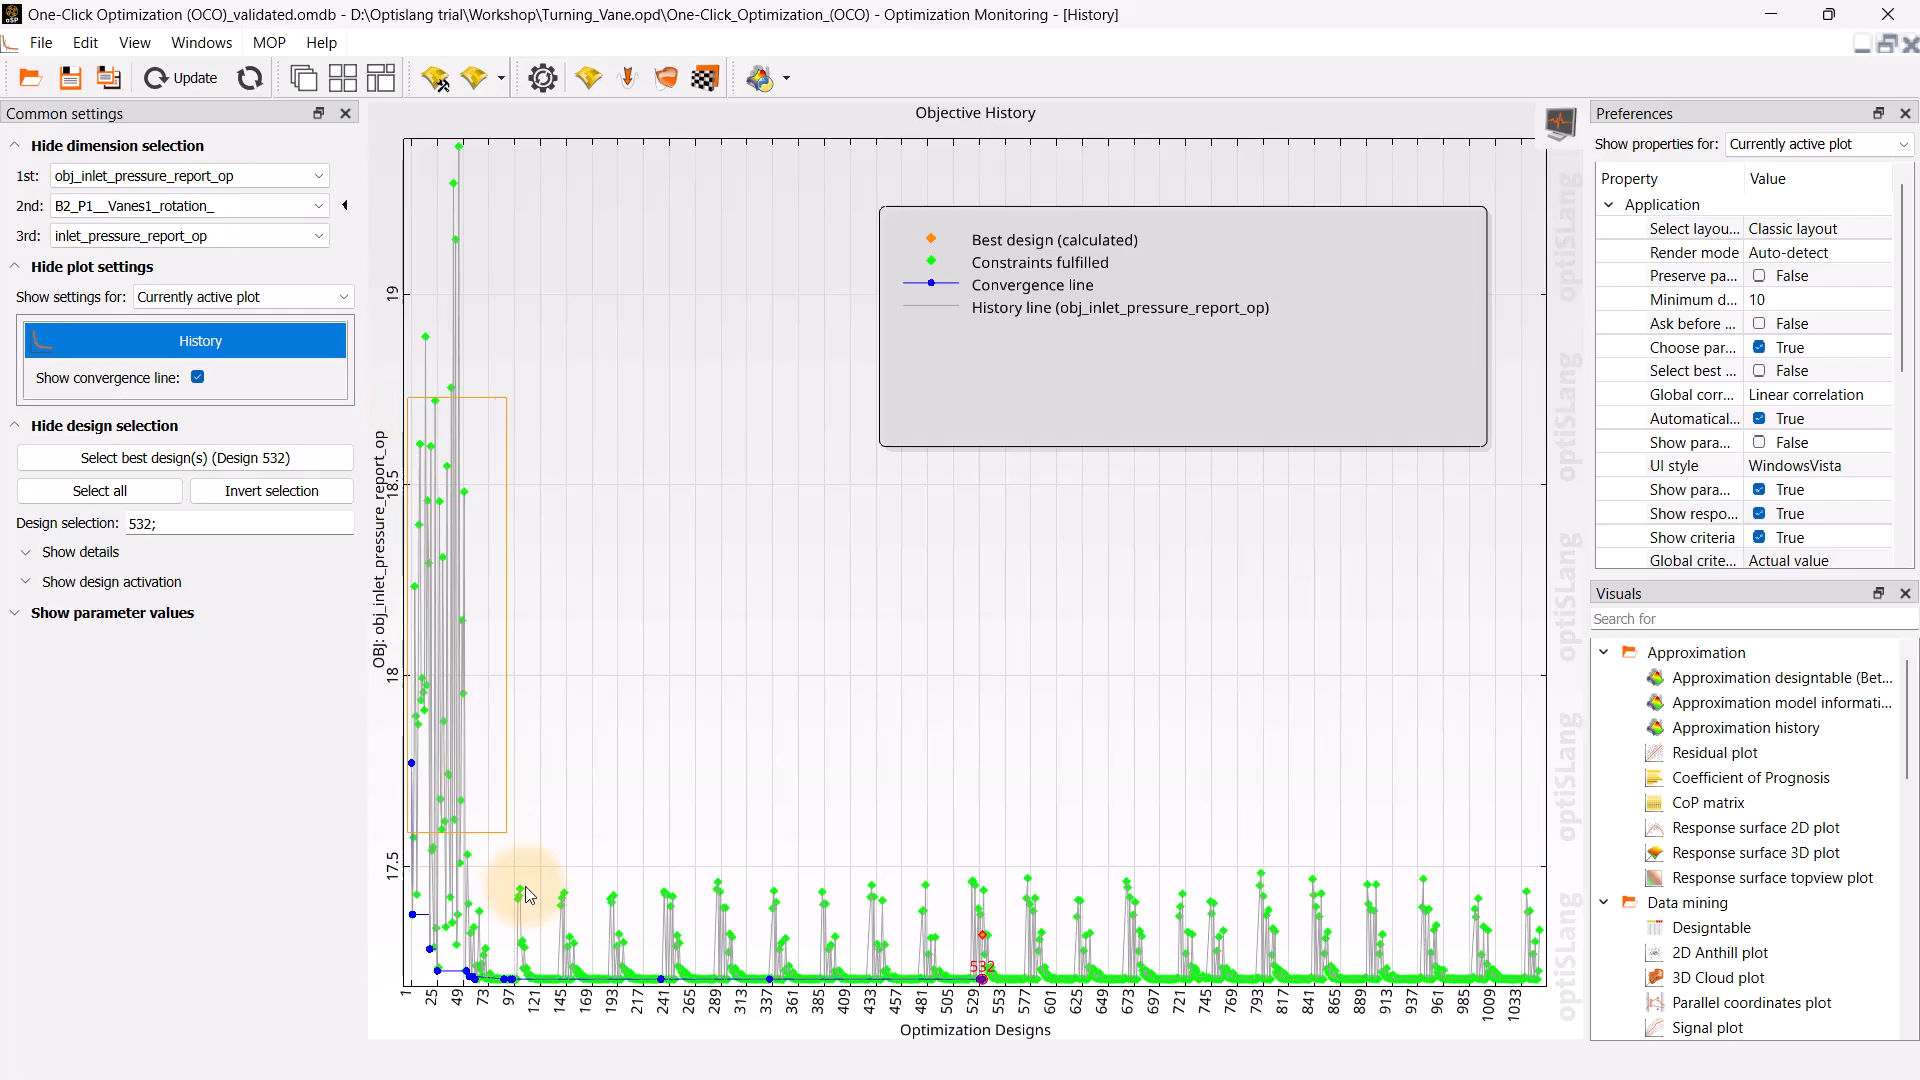 One-Click Optimization (OCO)_validated.omdb - D:\Optislang trial\Workshop\Turning_Vane.opd\One-Click_Optimization_(OCO) - Optimization Monitoring - [History]
File Edit View Windows MOP Help
Update
Common settings
Hide dimension selection
1st: obj_inlet_pressure_report_op
2nd: B2_P1__Vanes1_rotation_
3rd: inlet_pressure_report_op
Hide plot settings
Show settings for: Currently active plot
History
Show convergence line:
Hide design selection
Select best design(s) (Design 532)
Select all Invert selection
Design selection: 532;
Show details
Show design activation
Show parameter values
Objective History
Best design (calculated)
Constraints fulfilled
Convergence line
History line (obj_inlet_pressure_report_op)
OBJ: obj_inlet_pressure_report_op
19
18.5
18
17.5
532
1 25 49 73 97 121 145 169 193 217 241 265 289 313 337 361 385 409 433 457 481 505 529 553 577 601 625 649 673 697 721 745 769 793 817 841 865 889 913 937 961 985 1009 1033
Optimization Designs
optiSLang optiSLang optiSLang optiSLang optiSLang
Preferences
Show properties for: Currently active plot
Property Value
Application
Select layou... Classic layout
Render mode Auto-detect
Preserve pa... False
Minimum d... 10
Ask before ... False
Choose par... True
Select best ... False
Global corr... Linear correlation
Automatical... True
Show para... False
UI style WindowsVista
Show para... True
Show respo... True
Show criteria True
Global crite... Actual value
Visuals
Search for
Approximation
Approximation designtable (Bet...
Approximation model informati...
Approximation history
Residual plot
Coefficient of Prognosis
CoP matrix
Response surface 2D plot
Response surface 3D plot
Response surface topview plot
Data mining
Designtable
2D Anthill plot
3D Cloud plot
Parallel coordinates plot
Signal plot